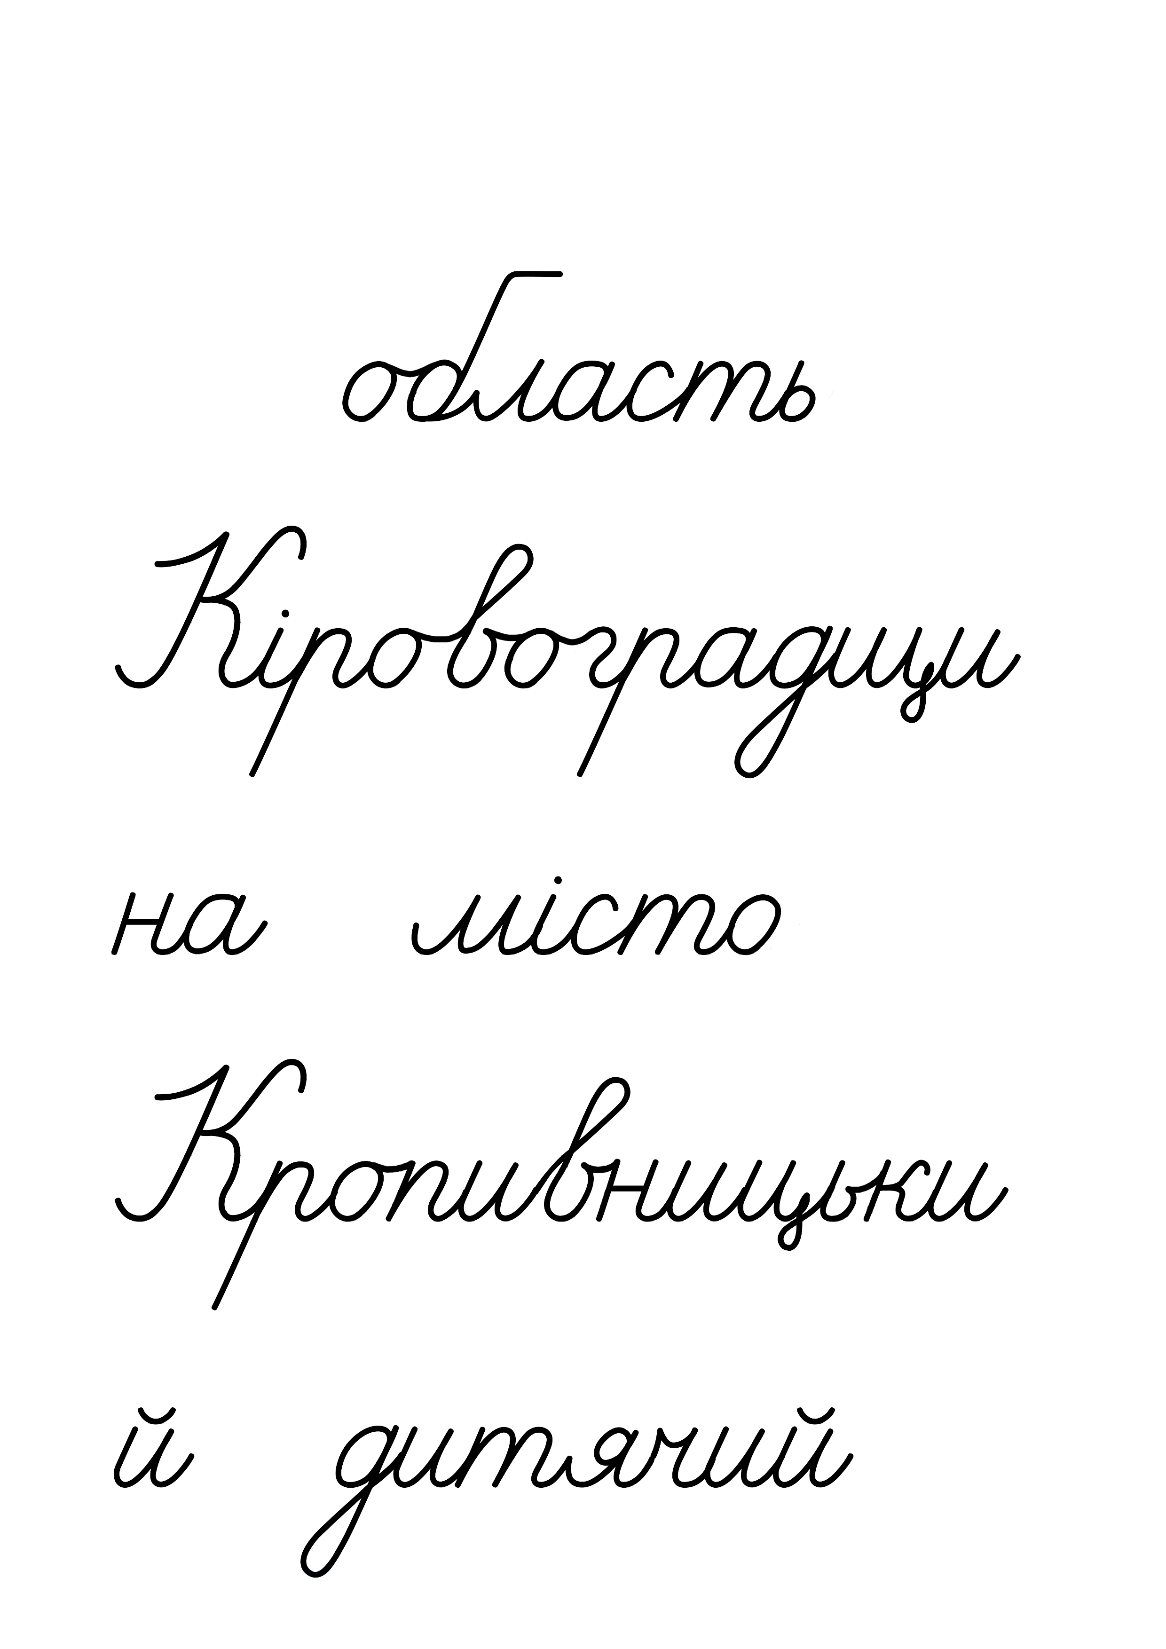 область
Кіровоградщи
на місто
Кропивницьки
й дитячий